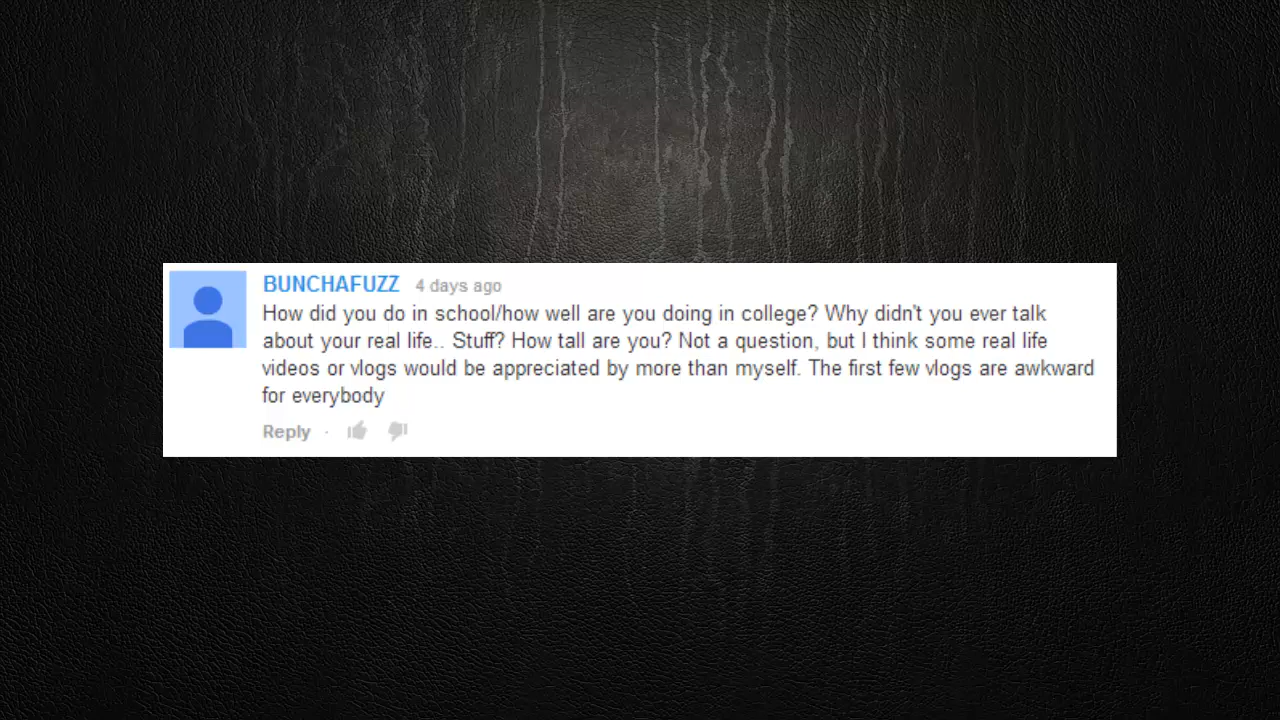 BUNCHAFUZZ 4 days ago
How did you do in school/how well are you doing in college? Why didn't you ever talk
about your real life.. Stuff? How tall are you? Not a question, but I think some real life
videos or vlogs would be appreciated by more than myself. The first few vlogs are awkward
for everybody
Reply ·